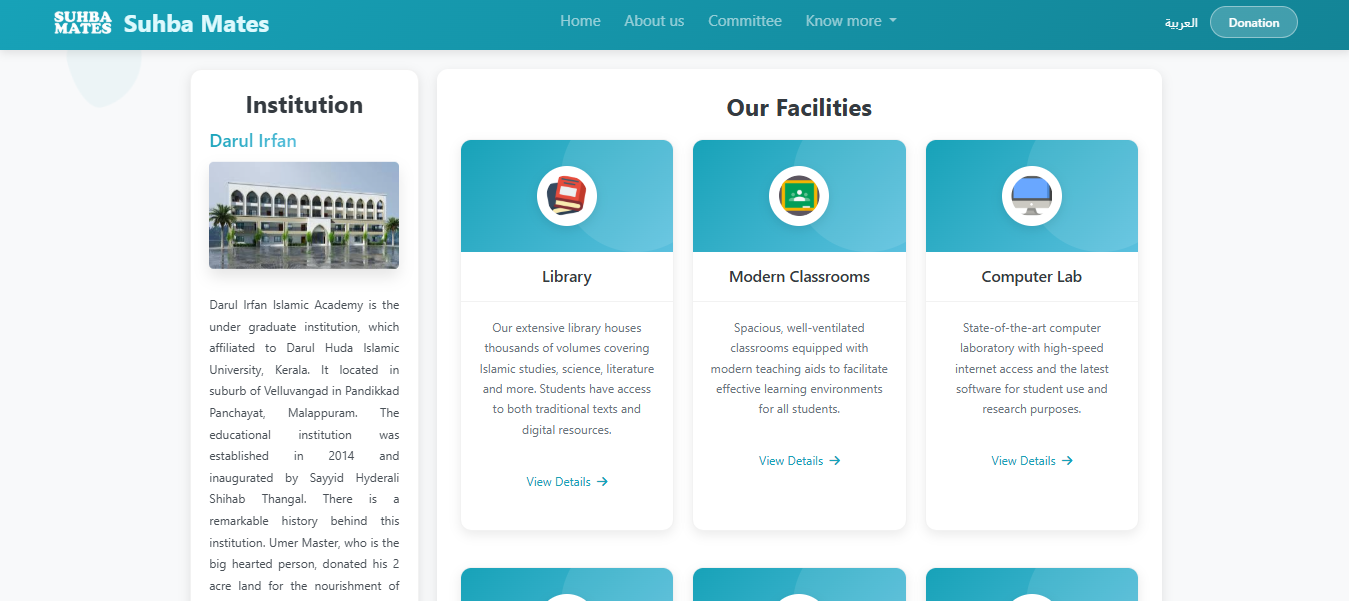 SUHBA
MATES
Suhba Mates
Home
About us
Committee
Know more
العربية
Donation
Institution
Darul Irfan
Darul Irfan Islamic Academy is the
under graduate institution, which
affiliated to Darul Huda Islamic
University, Kerala. It located in
suburb of Velluvangad in Pandikkad
Panchayat, Malappuram. The
educational institution was
established in 2014 and
inaugurated by Sayyid Hyderali
Shihab Thangal. There is a
remarkable history behind this
institution. Umer Master, who is the
big hearted person, donated his 2
acre land for the nourishment of
Our Facilities
Library
Our extensive library houses
thousands of volumes covering
Islamic studies, science, literature
and more. Students have access
to both traditional texts and
digital resources.
View Details →
Modern Classrooms
Spacious, well-ventilated
classrooms equipped with
modern teaching aids to facilitate
effective learning environments
for all students.
View Details →
Computer Lab
State-of-the-art computer
laboratory with high-speed
internet access and the latest
software for student use and
research purposes.
View Details →